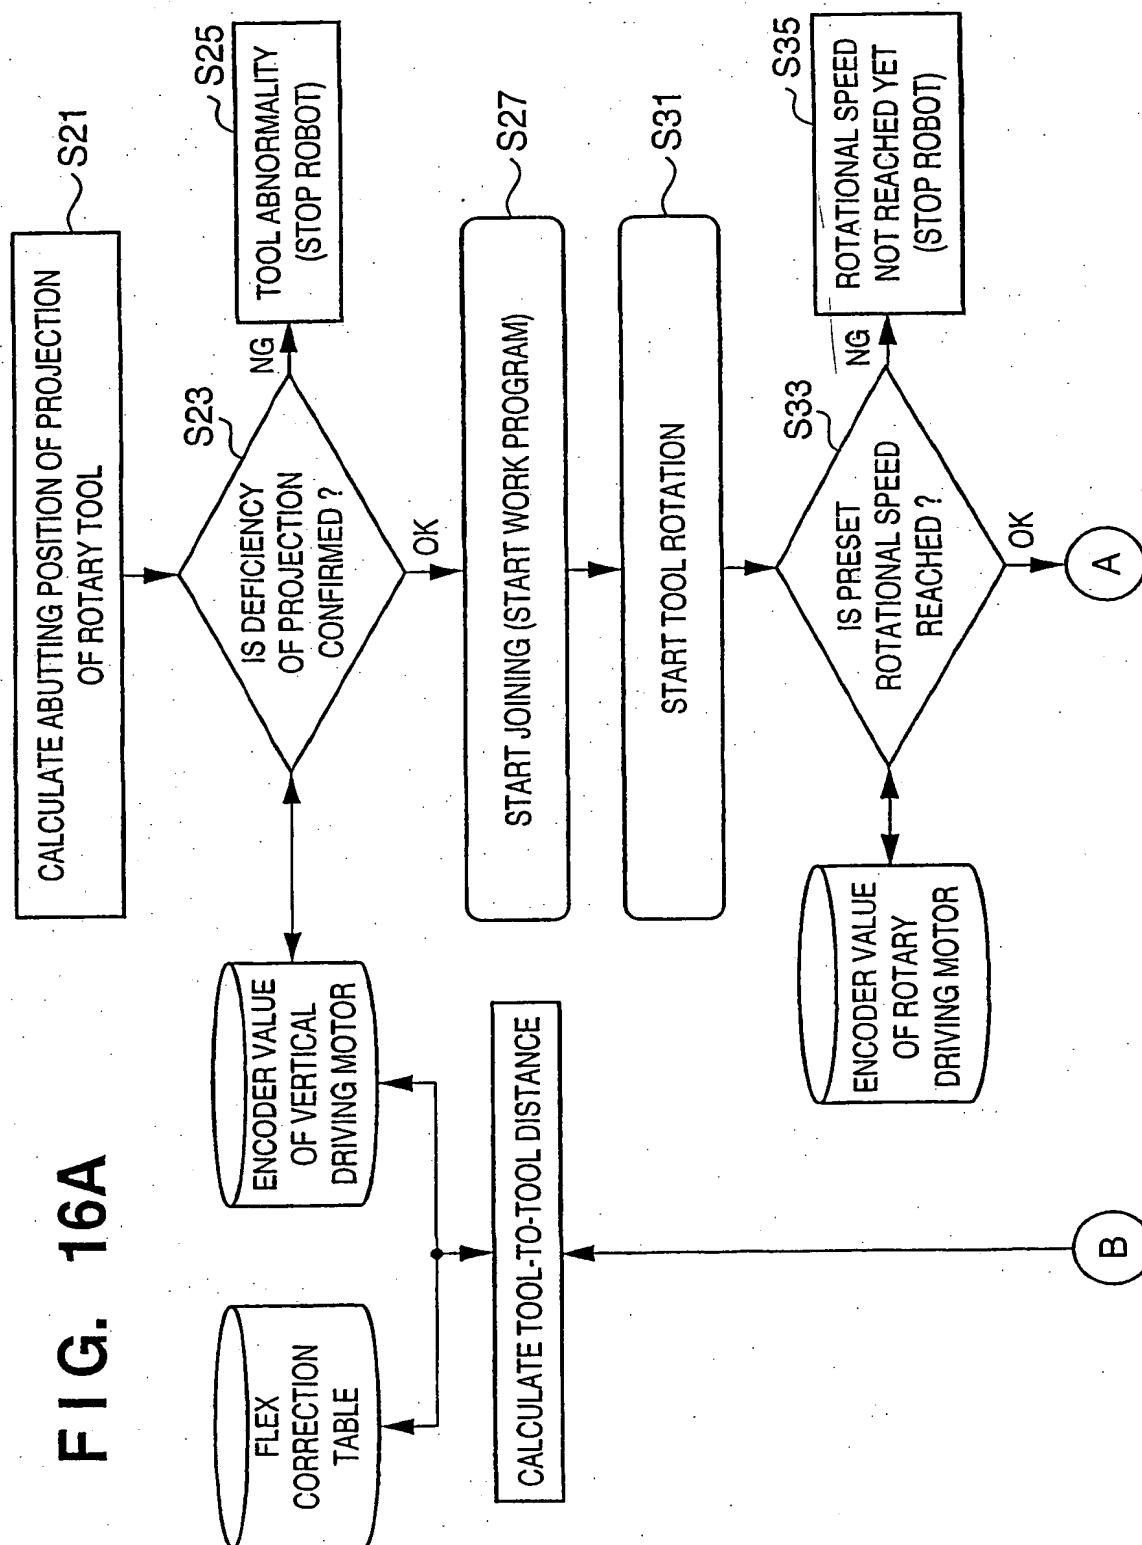 FIG. 16A
CALCULATE ABUTTING POSITION OF PROJECTION
OF ROTARY TOOL
S21
S23
IS DEFICIENCY
OF PROJECTION
CONFIRMED ?
NG
TOOL ABNORMALITY
(STOP ROBOT)
S25
OK
FLEX
CORRECTION
TABLE
ENCODER VALUE
OF VERTICAL
DRIVING MOTOR
CALCULATE TOOL-TO-TOOL DISTANCE
START JOINING (START WORK PROGRAM)
S27
START TOOL ROTATION
S31
S33
IS PRESET
ROTATIONAL SPEED
REACHED ?
NG
ROTATIONAL SPEED
NOT REACHED YET
(STOP ROBOT)
S35
ENCODER VALUE
OF ROTARY
DRIVING MOTOR
OK
B
A